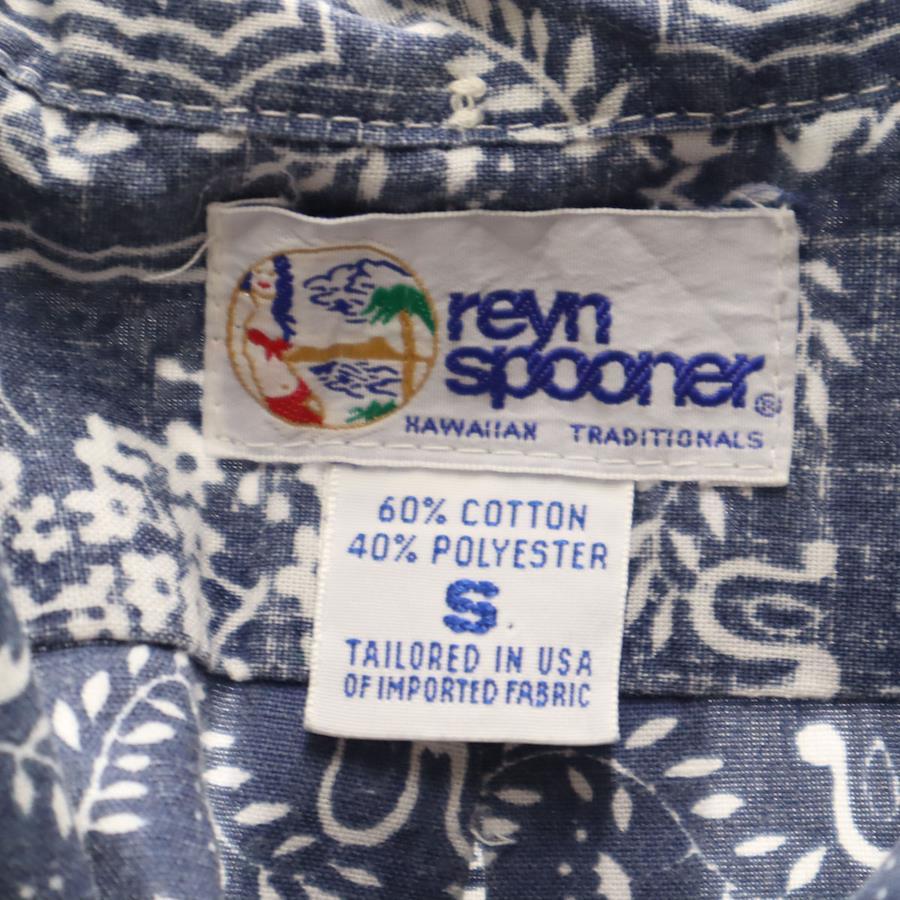 reyn
spooner®
HAWAIIAN TRADITIONALS
60% COTTON
40% POLYESTER
S
TAILORED IN USA
OF IMPORTED FABRIC